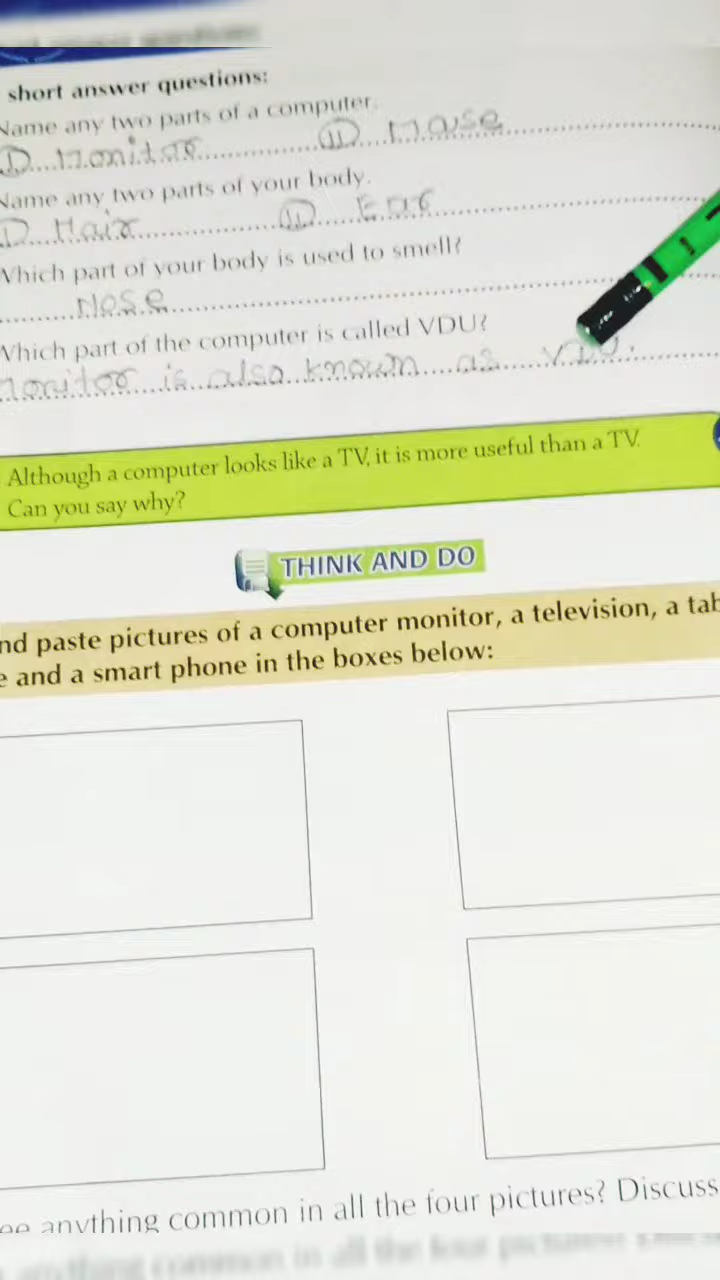 short answer questions:
Name any two parts of a computer.
I Monitor II Mouse
Name any two parts of your body.
I Hair II Ear
Which part of your body is used to smell?
Nose
Which part of the computer is called VDU?
Monitor is also known as VDU.
Although a computer looks like a TV, it is more useful than a TV.
Can you say why?
THINK AND DO
nd paste pictures of a computer monitor, a television, a tab
e and a smart phone in the boxes below:
ee anything common in all the four pictures? Discuss